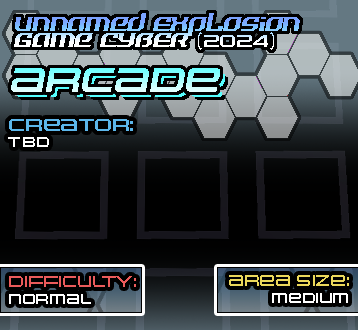 UNNAMED EXPLOSION
GAME CYBER (2024)
ARCADE
CREATOR:
TBD
DIFFICULTY:
NORMAL
AREA SIZE:
MEDIUM